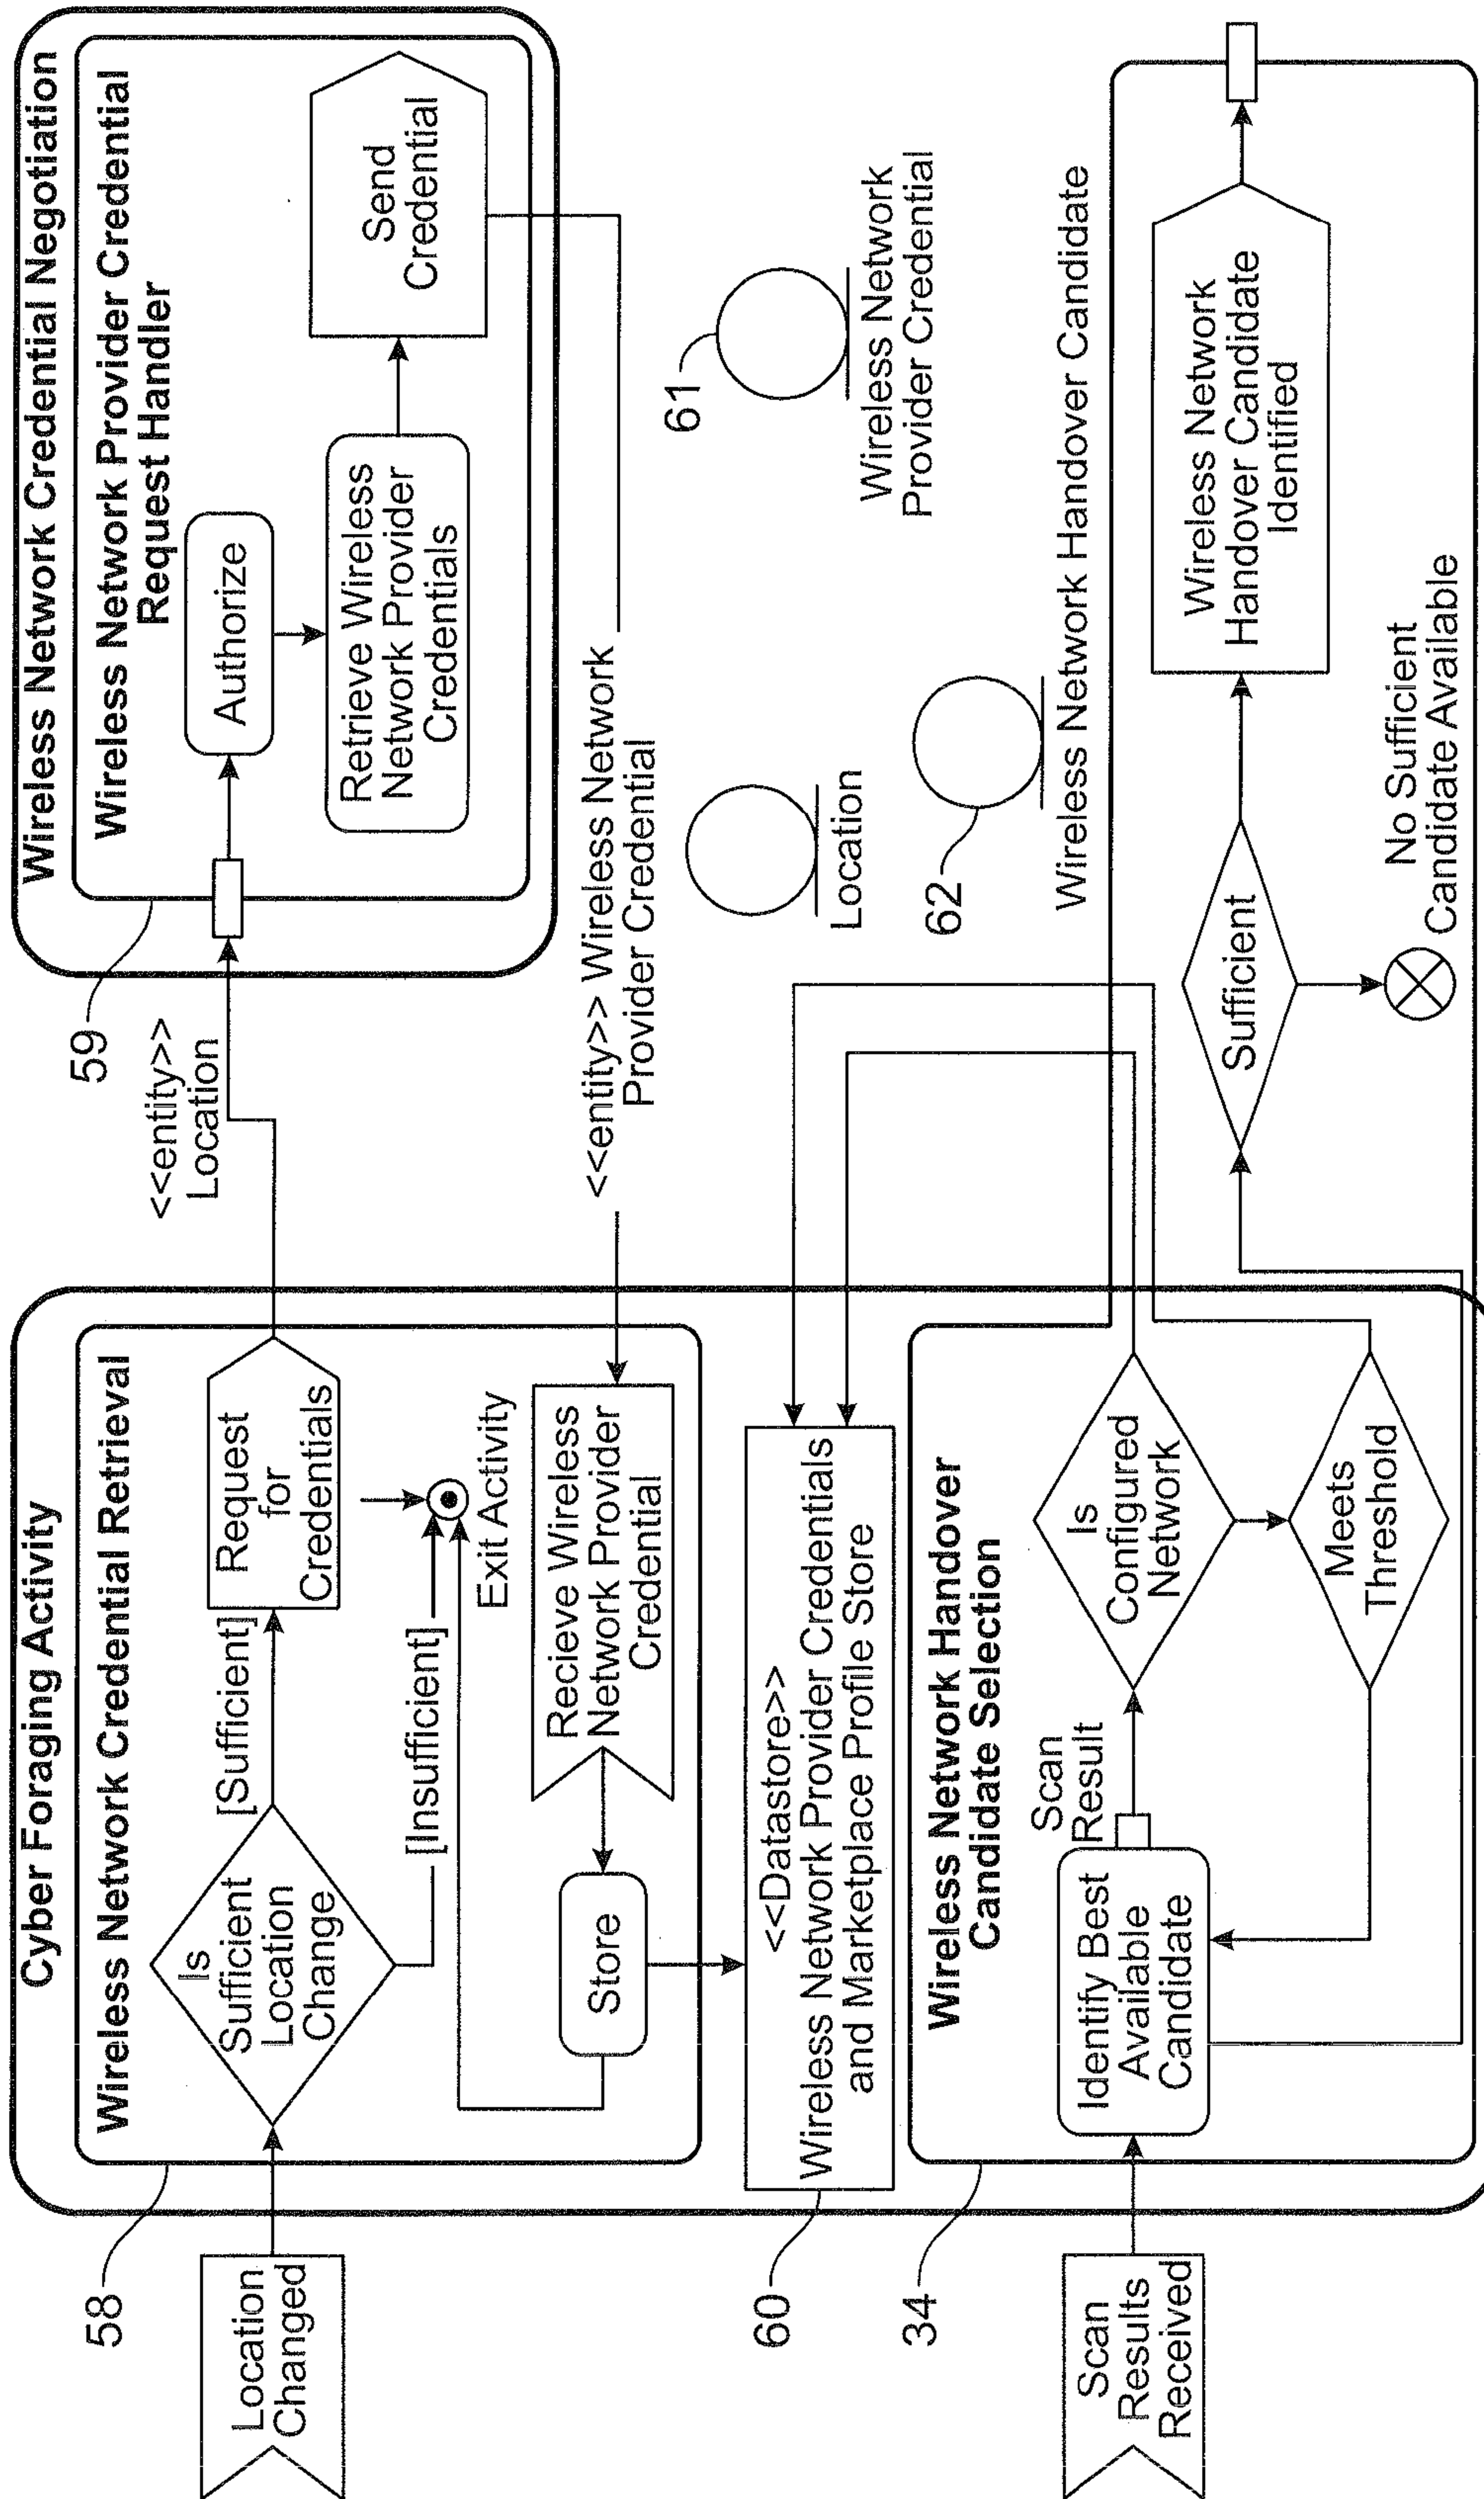 Cyber Foraging Activity
Wireless Network Credential Retrieval
58
Location
Changed
Is
Sufficient
Location
Change
[Sufficient]
Request
for
Credentials
[Insufficient]
Exit Activity
Recieve Wireless
Network Provider
Credential
Store
<<entity>>
Location
59
Wireless Network Credential Negotiation
Wireless Network Provider Credential
Request Handler
Authorize
Retrieve Wireless
Network Provider
Credentials
Send
Credential
<<entity>> Wireless Network
Provider Credential
60
<<Datastore>>
Wireless Network Provider Credentials
and Marketplace Profile Store
Location
61
Wireless Network
Provider Credential
62
Wireless Network Handover Candidate
34
Wireless Network Handover
Candidate Selection
Scan
Results
Received
Identify Best
Available
Candidate
Scan
Result
Is
Configured
Network
Meets
Threshold
Sufficient
No Sufficient
Candidate Available
Wireless Network
Handover Candidate
Identified